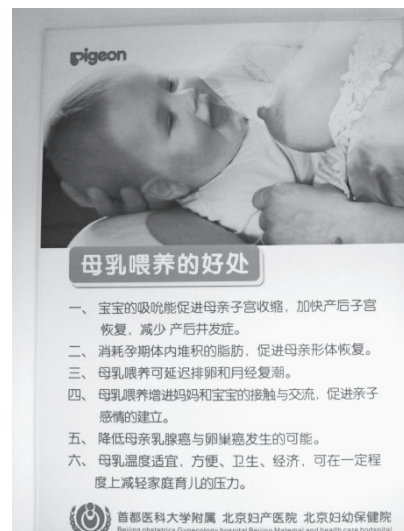 Pigeon
母乳喂养的好处
一、宝宝的吸吮能促进母亲子宫收缩，加快产后子宫
恢复，减少 产后并发症。
二、消耗孕期体内堆积的脂肪，促进母亲形体恢复。
三、母乳喂养可延迟排卵和月经复潮。
四、母乳喂养增进妈妈和宝宝的接触与交流，促进亲子
感情的建立。
五、降低母亲乳腺癌与卵巢癌发生的可能。
六、母乳温度适宜，方便、卫生、经济，可在一定程
度上减轻家庭育儿的压力。
首都医科大学附属 北京妇产医院 北京妇幼保健院